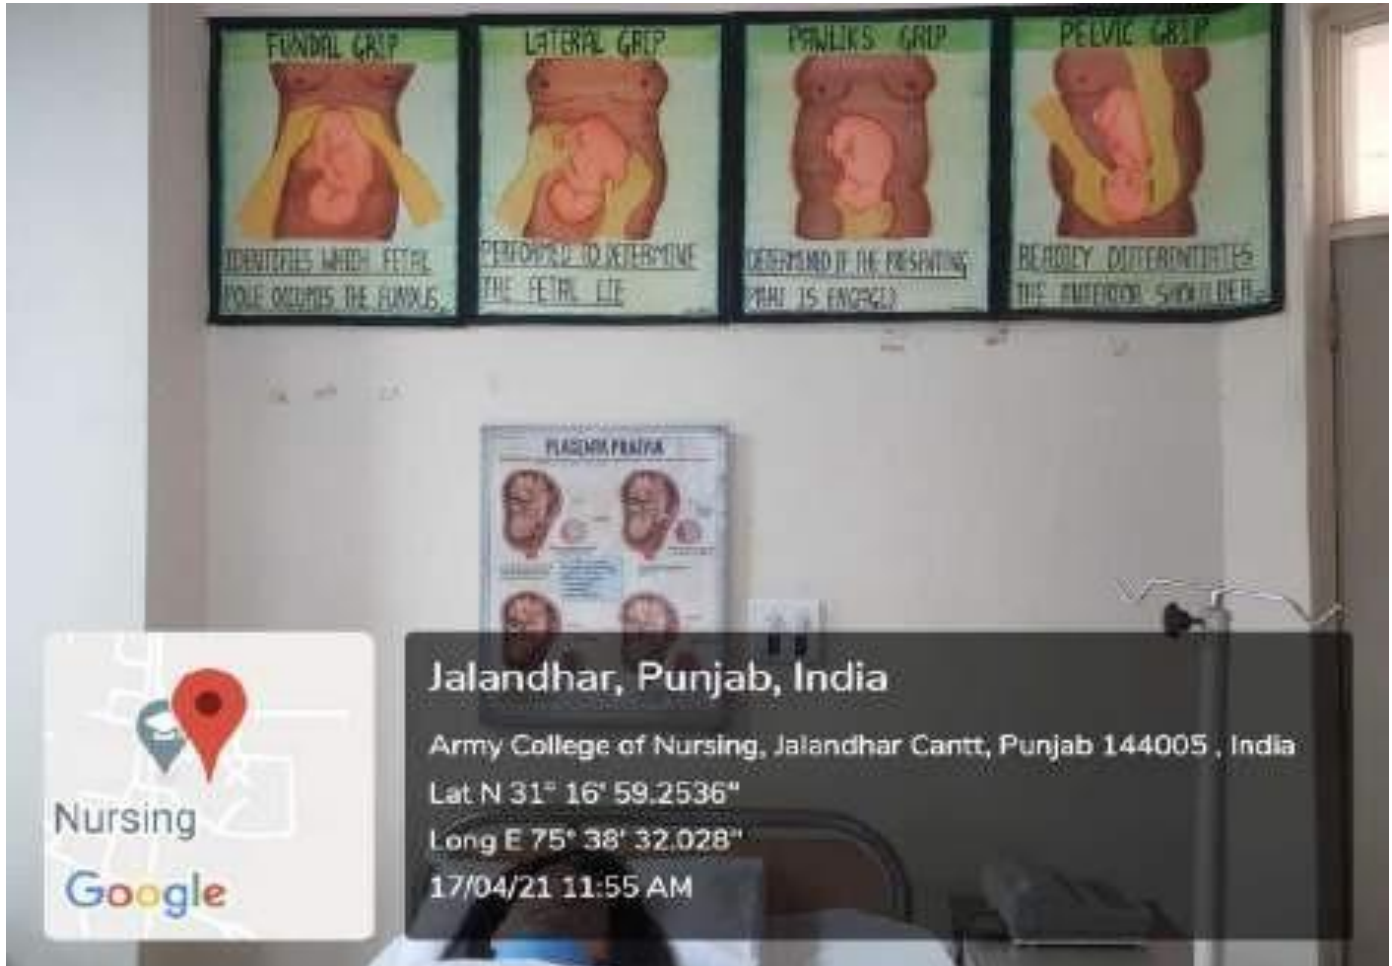 FUNDAL GRIP
IDENTIFIES WHICH FETAL
POLE OCCUPIS THE FUNDUS.
LATERAL GRIP
PERFORMED TO DETERMINE
THE FETAL LIE
PAWLIKS GRIP
DETERMINED IF THE PRESENTING
PART IS ENGAGED
PELVIC GRIP
READILY DIFFERENTIATES
THE ANTERIOR SHOULDER
PLACENTA
Jalandhar, Punjab, India
Army College of Nursing, Jalandhar Cantt, Punjab 144005 , India
Lat N 31° 16' 59.2536"
Long E 75° 38' 32.028"
17/04/21 11:55 AM
Nursing
Google